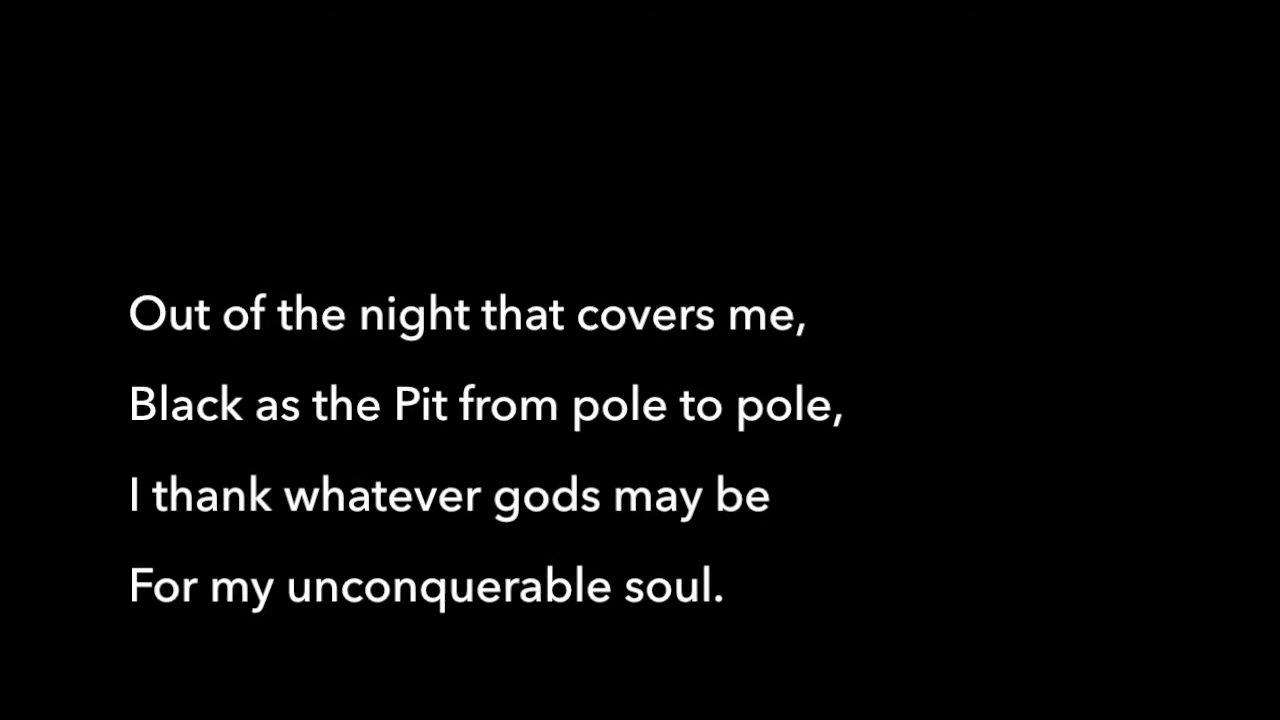 Out of the night that covers me,
Black as the Pit from pole to pole,
I thank whatever gods may be
For my unconquerable soul.